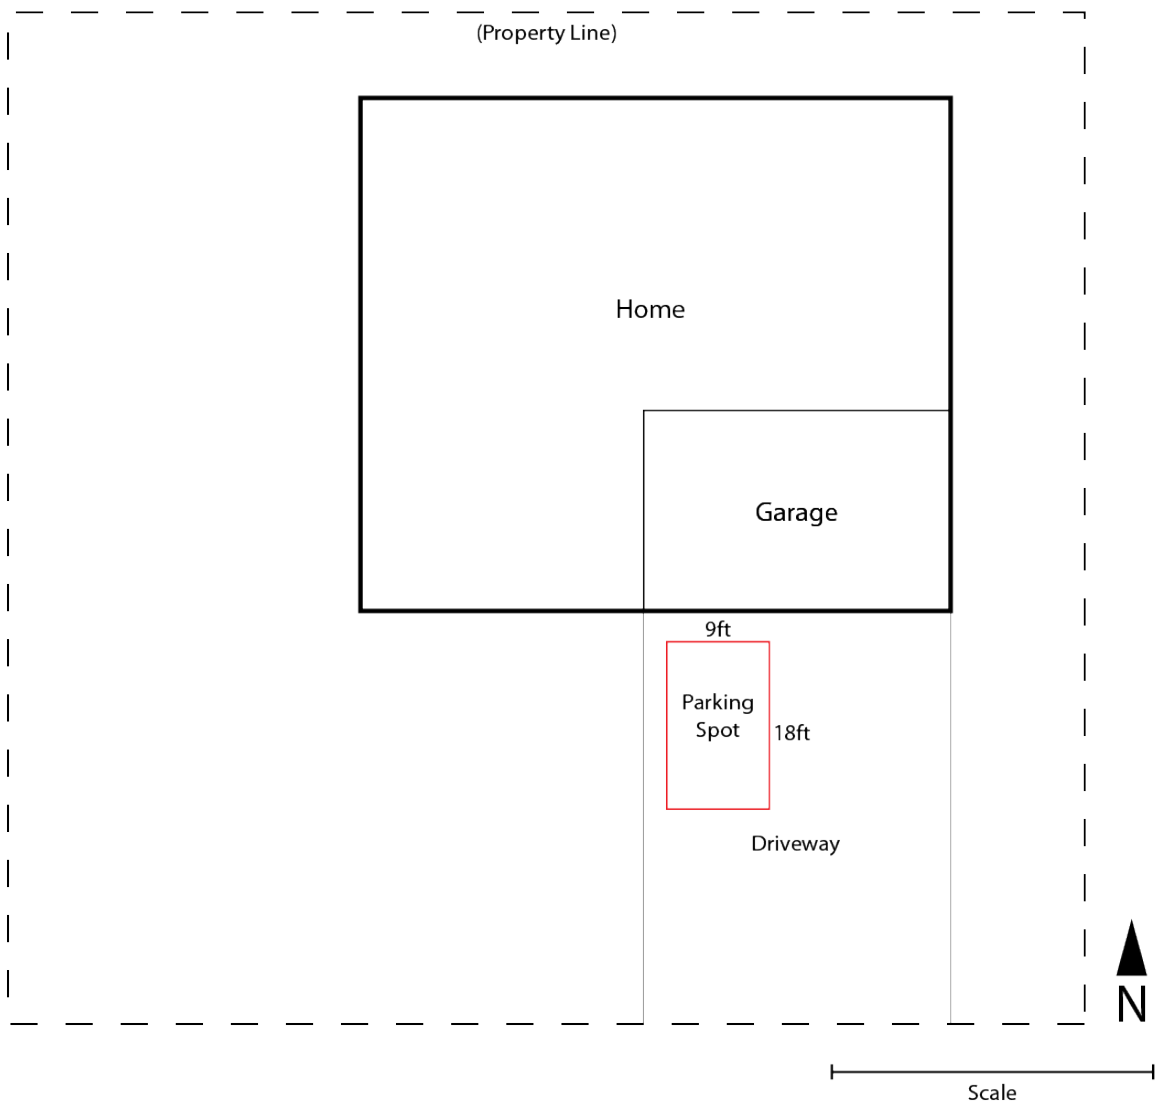 (Property Line)
Home
Garage
9ft
Parking
Spot
18ft
Driveway
N
Scale